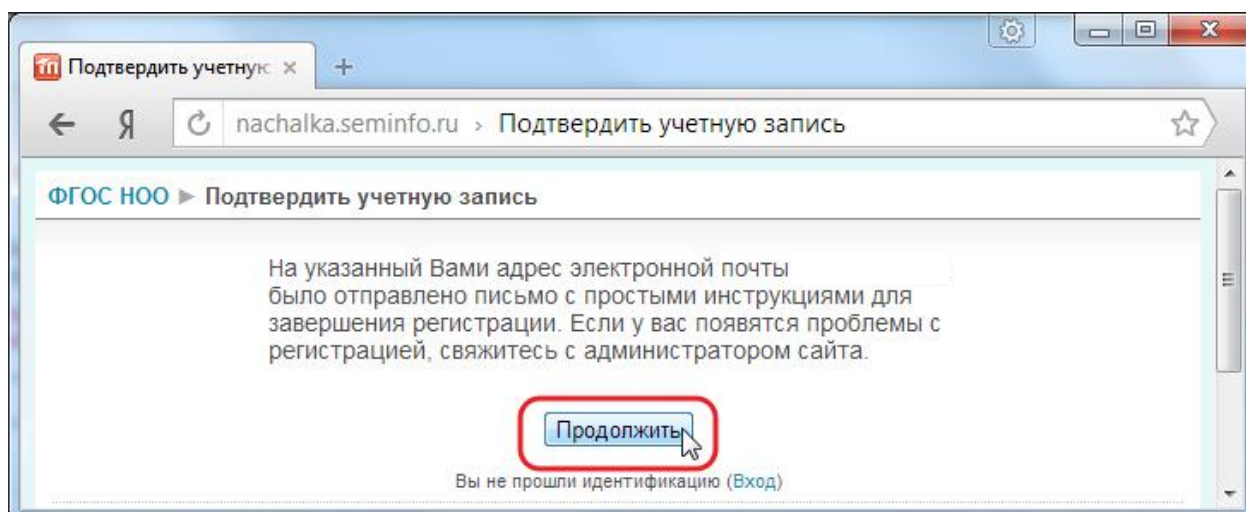 Подтвердить учетную
Я
nachalka.seminfo.ru › Подтвердить учетную запись
ФГОС НОО ► Подтвердить учетную запись
На указанный Вами адрес электронной почты
было отправлено письмо с простыми инструкциями для
завершения регистрации. Если у вас появятся проблемы с
регистрацией, свяжитесь с администратором сайта.
Продолжить
Вы не прошли идентификацию (Вход)